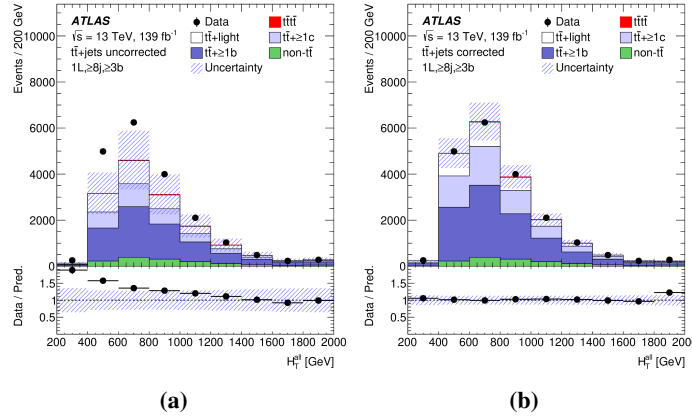 ATLAS
√s = 13 TeV, 139 fb⁻¹
tt̄+jets uncorrected
1L,≥8j,≥3b
Data
tt̄tt̄
tt̄+light
tt̄+≥1c
tt̄+≥1b
non-tt̄
Uncertainty
Events / 200 GeV
10000
8000
6000
4000
2000
0
Data / Pred.
1.5
1
0.5
200 400 600 800 1000 1200 1400 1600 1800 2000
H_T^all [GeV]
(a)
ATLAS
√s = 13 TeV, 139 fb⁻¹
tt̄+jets corrected
1L,≥8j,≥3b
Data
tt̄tt̄
tt̄+light
tt̄+≥1c
tt̄+≥1b
non-tt̄
Uncertainty
Events / 200 GeV
10000
8000
6000
4000
2000
0
Data / Pred.
1.5
1
0.5
200 400 600 800 1000 1200 1400 1600 1800 2000
H_T^all [GeV]
(b)